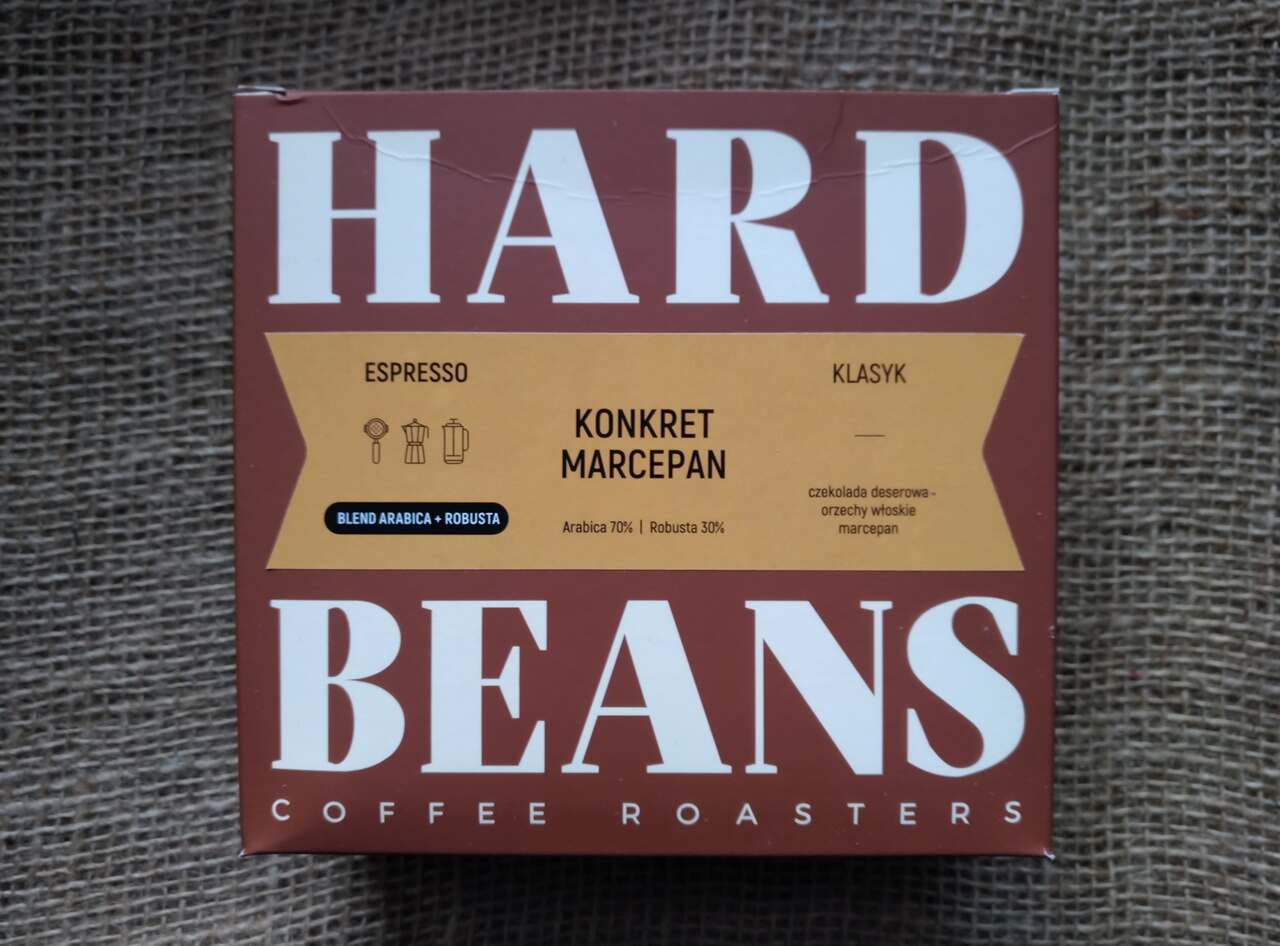 HARD
ESPRESSO
BLEND ARABICA + ROBUSTA
KONKRET
MARCEPAN
Arabica 70% | Robusta 30%
KLASYK
czekolada deserowa-
orzechy włoskie
marcepan
BEANS
COFFEE ROASTERS